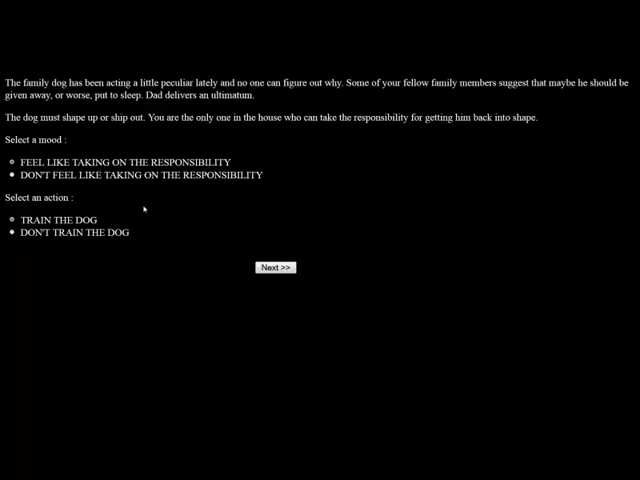 The family dog has been acting a little peculiar lately and no one can figure out why. Some of your fellow family members suggest that maybe he should be
given away, or worse, put to sleep. Dad delivers an ultimatum.
The dog must shape up or ship out. You are the only one in the house who can take the responsibility for getting him back into shape.
Select a mood :
FEEL LIKE TAKING ON THE RESPONSIBILITY
DON'T FEEL LIKE TAKING ON THE RESPONSIBILITY
Select an action :
TRAIN THE DOG
DON'T TRAIN THE DOG
Next >>